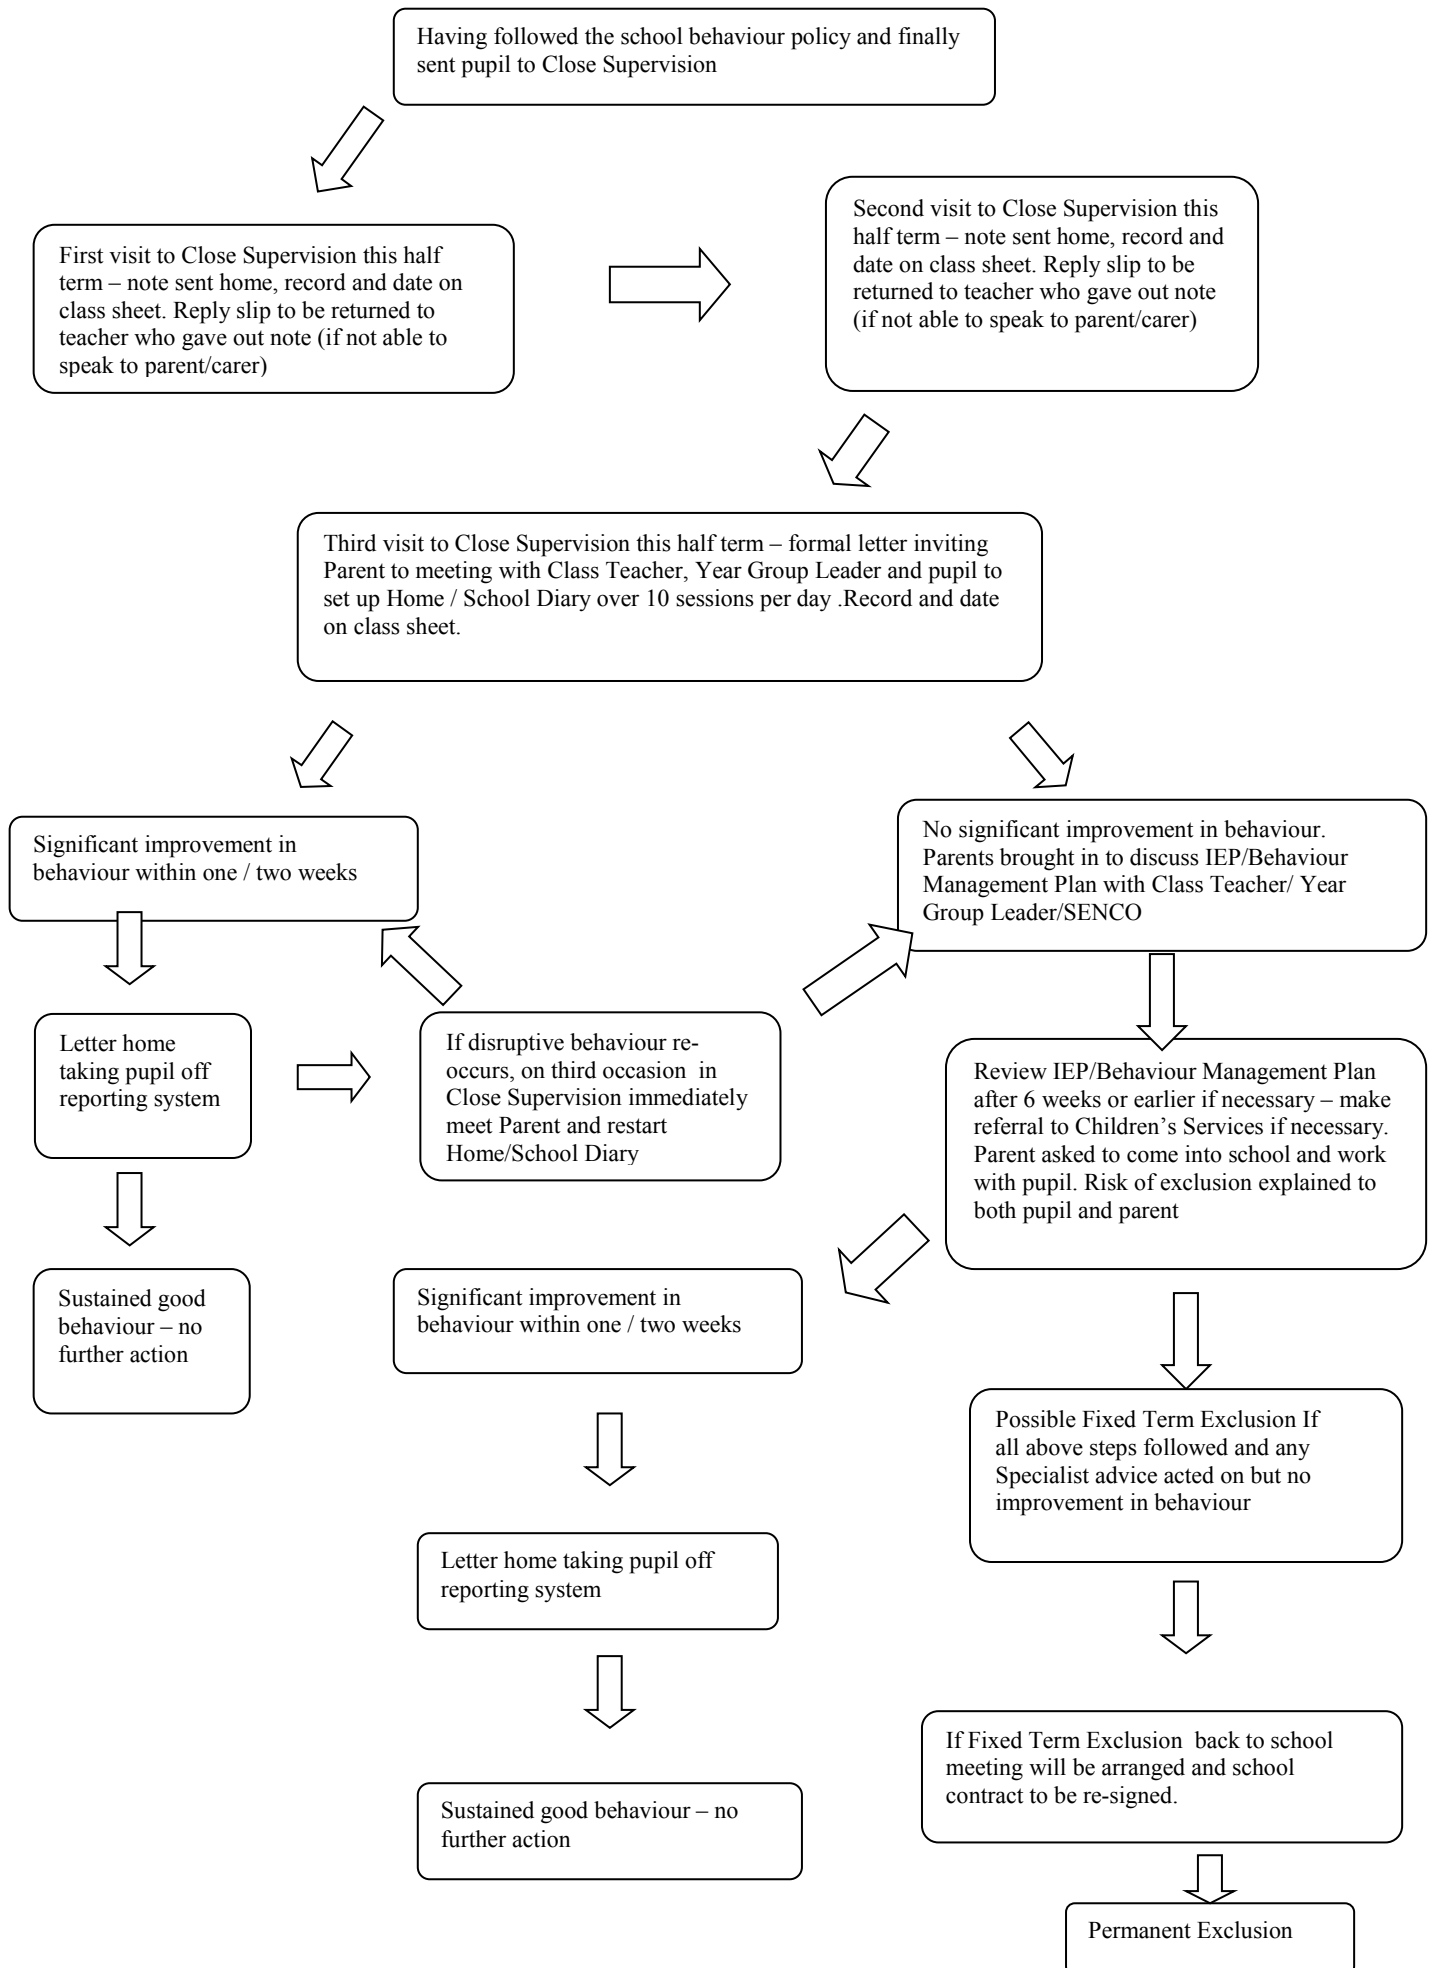 Having followed the school behaviour policy and finally
sent pupil to Close Supervision
First visit to Close Supervision this half
term – note sent home, record and date on
class sheet. Reply slip to be returned to
teacher who gave out note (if not able to
speak to parent/carer)
Second visit to Close Supervision this
half term – note sent home, record and
date on class sheet. Reply slip to be
returned to teacher who gave out note
(if not able to speak to parent/carer)
Third visit to Close Supervision this half term – formal letter inviting
Parent to meeting with Class Teacher, Year Group Leader and pupil to
set up Home / School Diary over 10 sessions per day .Record and date
on class sheet.
Significant improvement in
behaviour within one / two weeks
No significant improvement in behaviour.
Parents brought in to discuss IEP/Behaviour
Management Plan with Class Teacher/ Year
Group Leader/SENCO
Letter home
taking pupil off
reporting system
If disruptive behaviour re-
occurs, on third occasion  in
Close Supervision immediately
meet Parent and restart
Home/School Diary
Review IEP/Behaviour Management Plan
after 6 weeks or earlier if necessary – make
referral to Children’s Services if necessary.
Parent asked to come into school and work
with pupil. Risk of exclusion explained to
both pupil and parent
Sustained good
behaviour – no
further action
Significant improvement in
behaviour within one / two weeks
Possible Fixed Term Exclusion If
all above steps followed and any
Specialist advice acted on but no
improvement in behaviour
Letter home taking pupil off
reporting system
If Fixed Term Exclusion  back to school
meeting will be arranged and school
contract to be re-signed.
Sustained good behaviour – no
further action
Permanent Exclusion